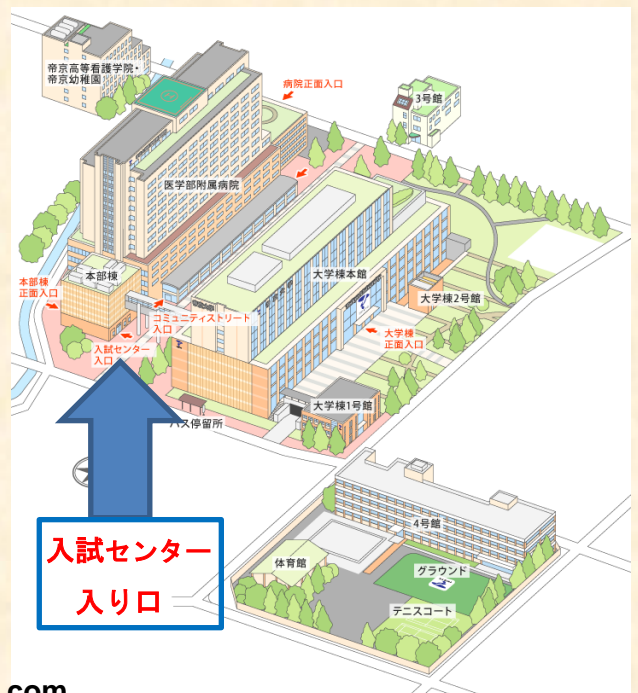 帝京高等看護学院・
帝京幼稚園
病院正面入口
3号館
医学部附属病院
本部棟
大学棟本館
本部棟
正面入口
大学棟2号館
コミュニティストリート
入口
大学棟
正面入口
入試センター
入口
大学棟1号館
バス停留所
入試センター
入り口
4号館
体育館
グラウンド
テニスコート
com